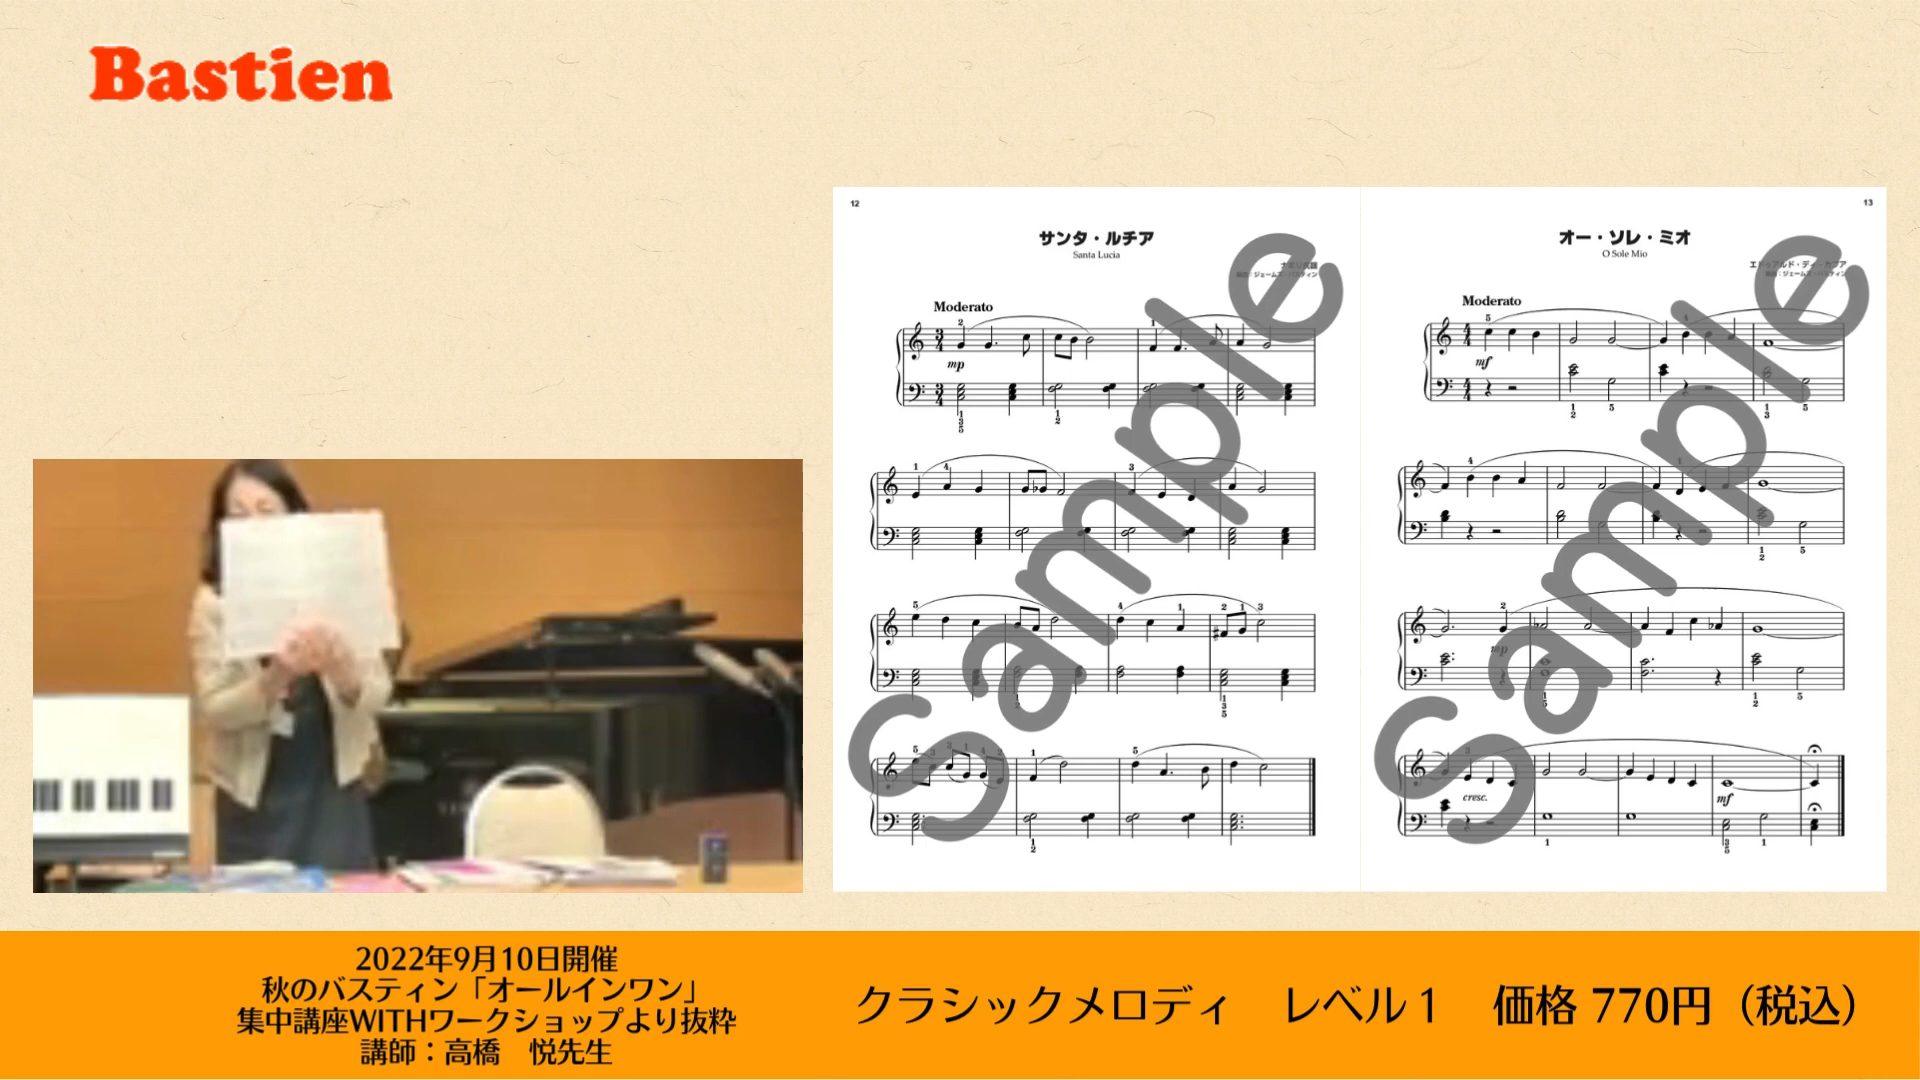 Bastien
12
サンタ・ルチア
Santa Lucia
Moderato
mp
13
オー・ソレ・ミオ
O Sole Mio
Moderato
mf
mp
cresc.
mf
Sample
Sample
2022年9月10日開催
秋のバスティン「オールインワン」
集中講座WITHワークショップより抜粋
講師：高橋　悦先生
クラシックメロディ　レベル1　価格 770円（税込）